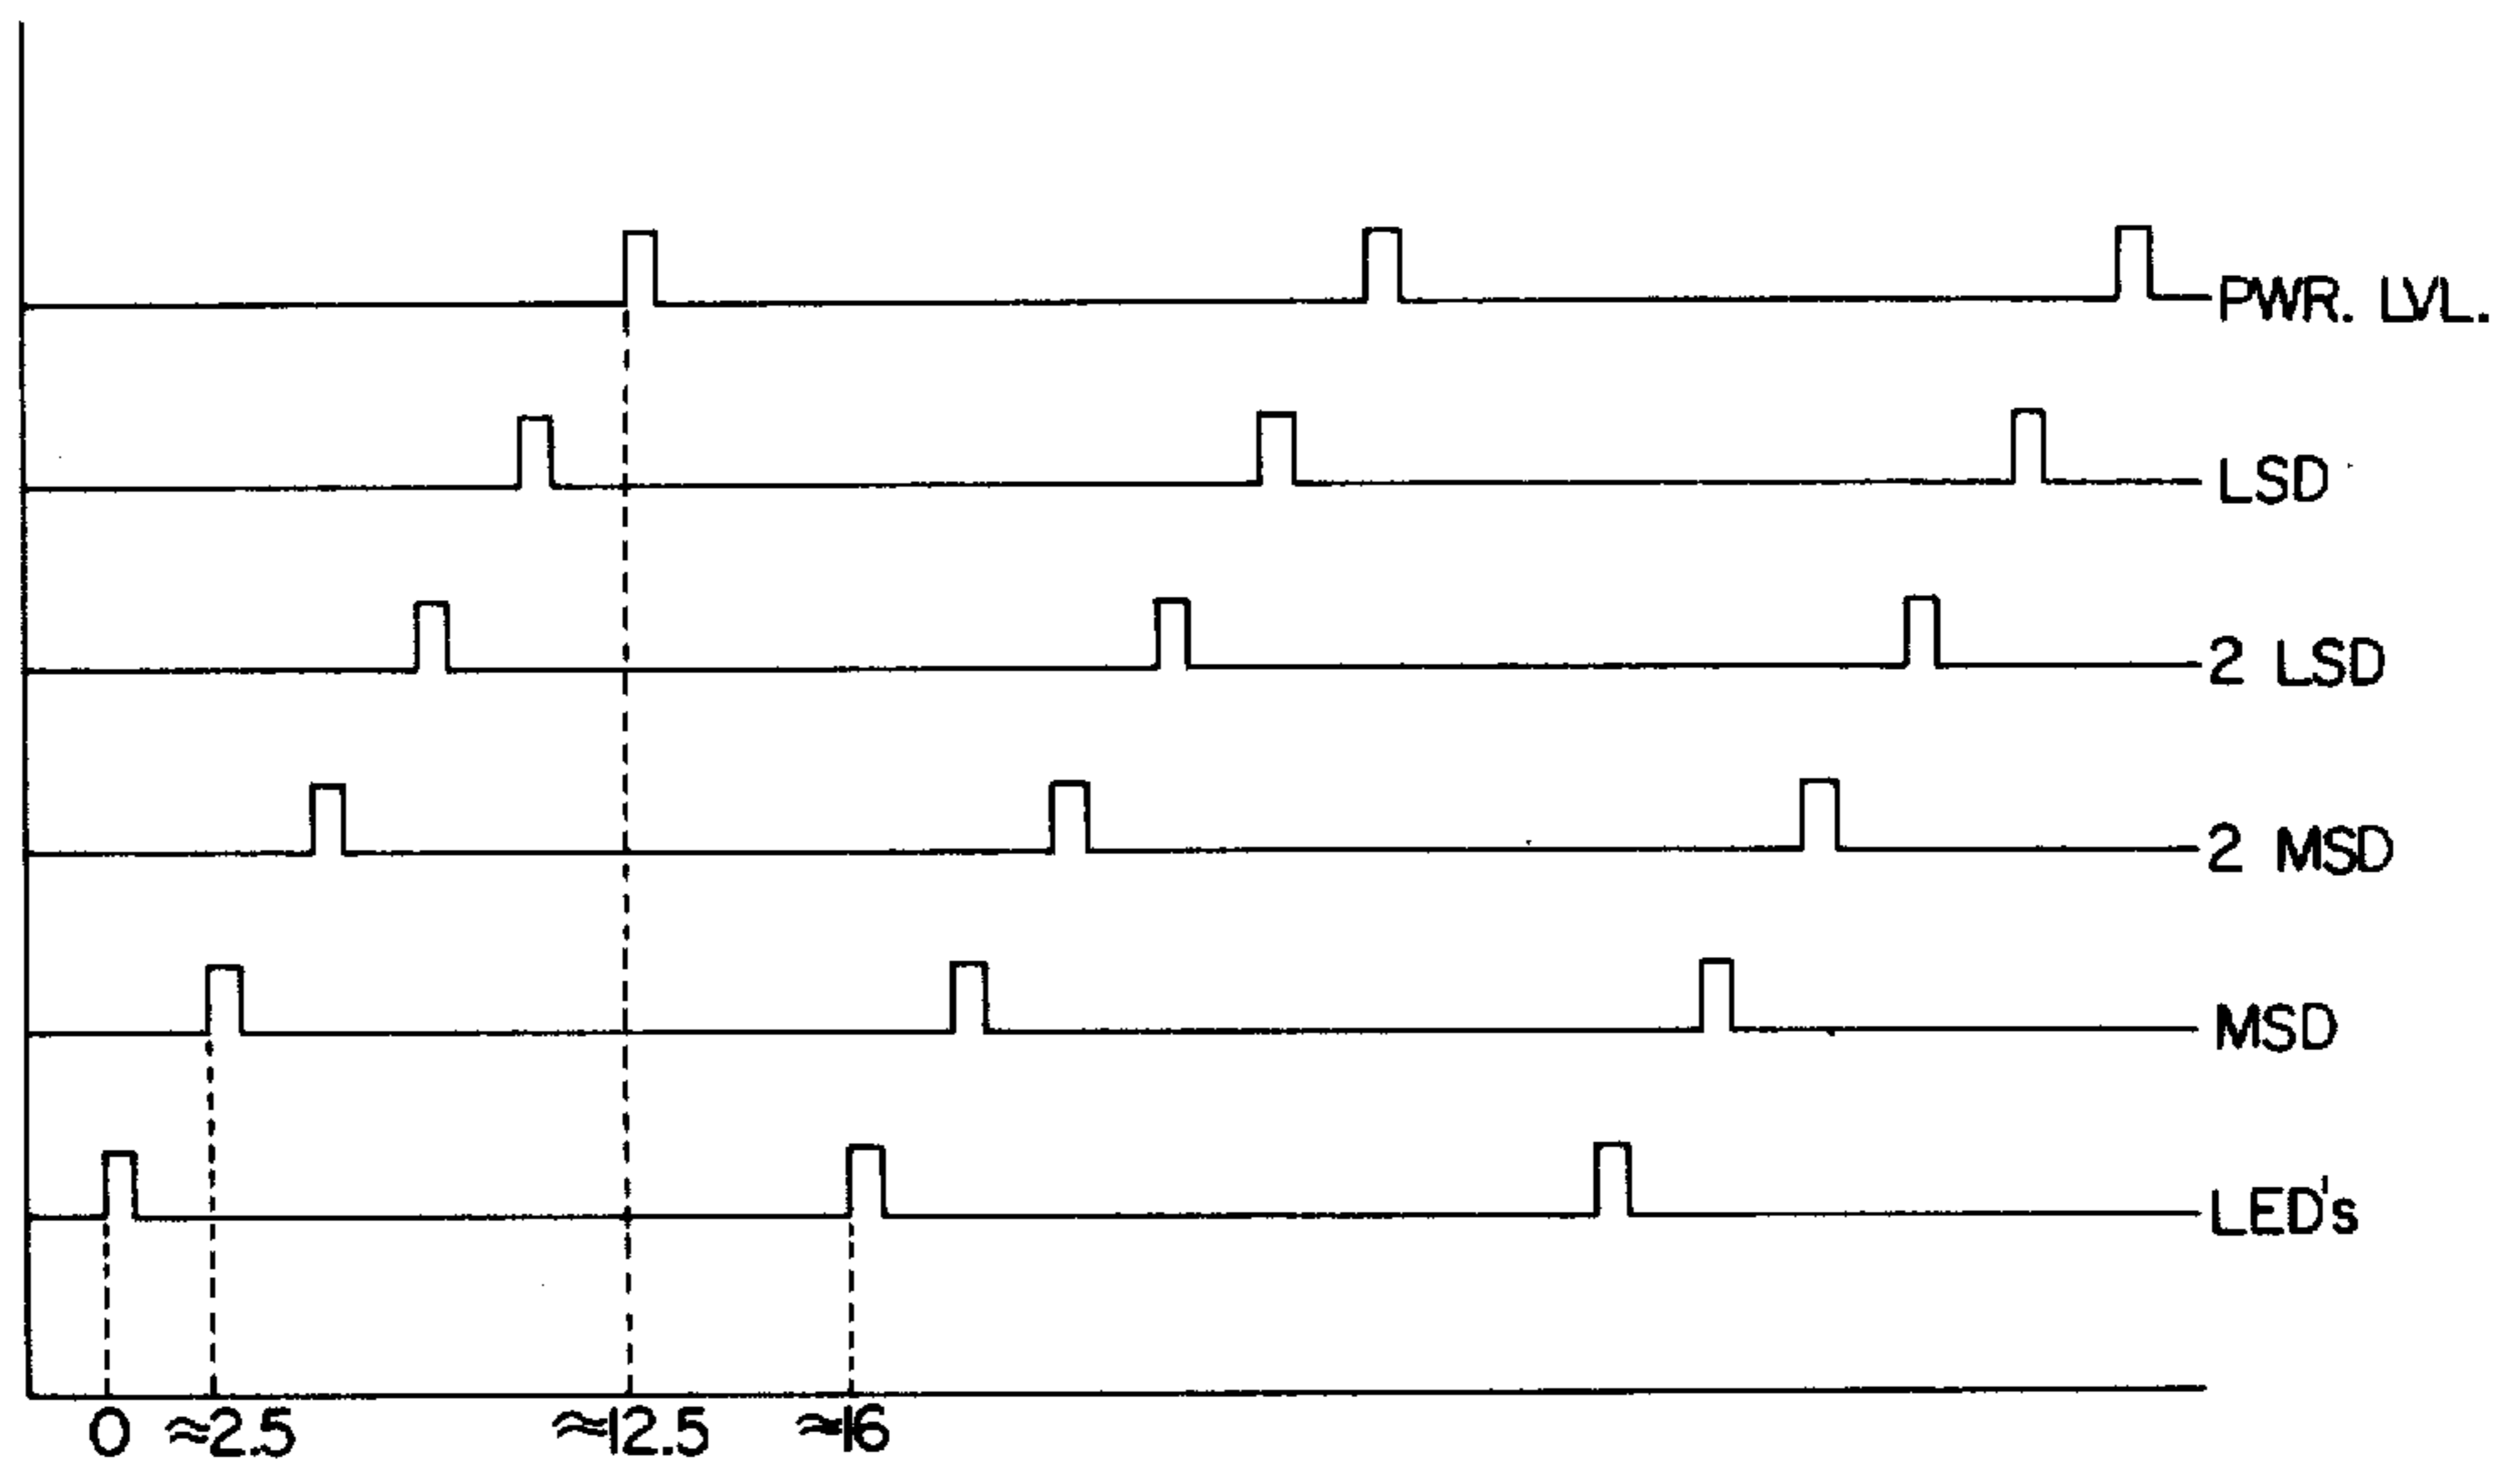 PWR. LVL.
LSD
2 LSD
2 MSD
MSD
LED's
0 ≈2.5 ≈12.5 ≈16